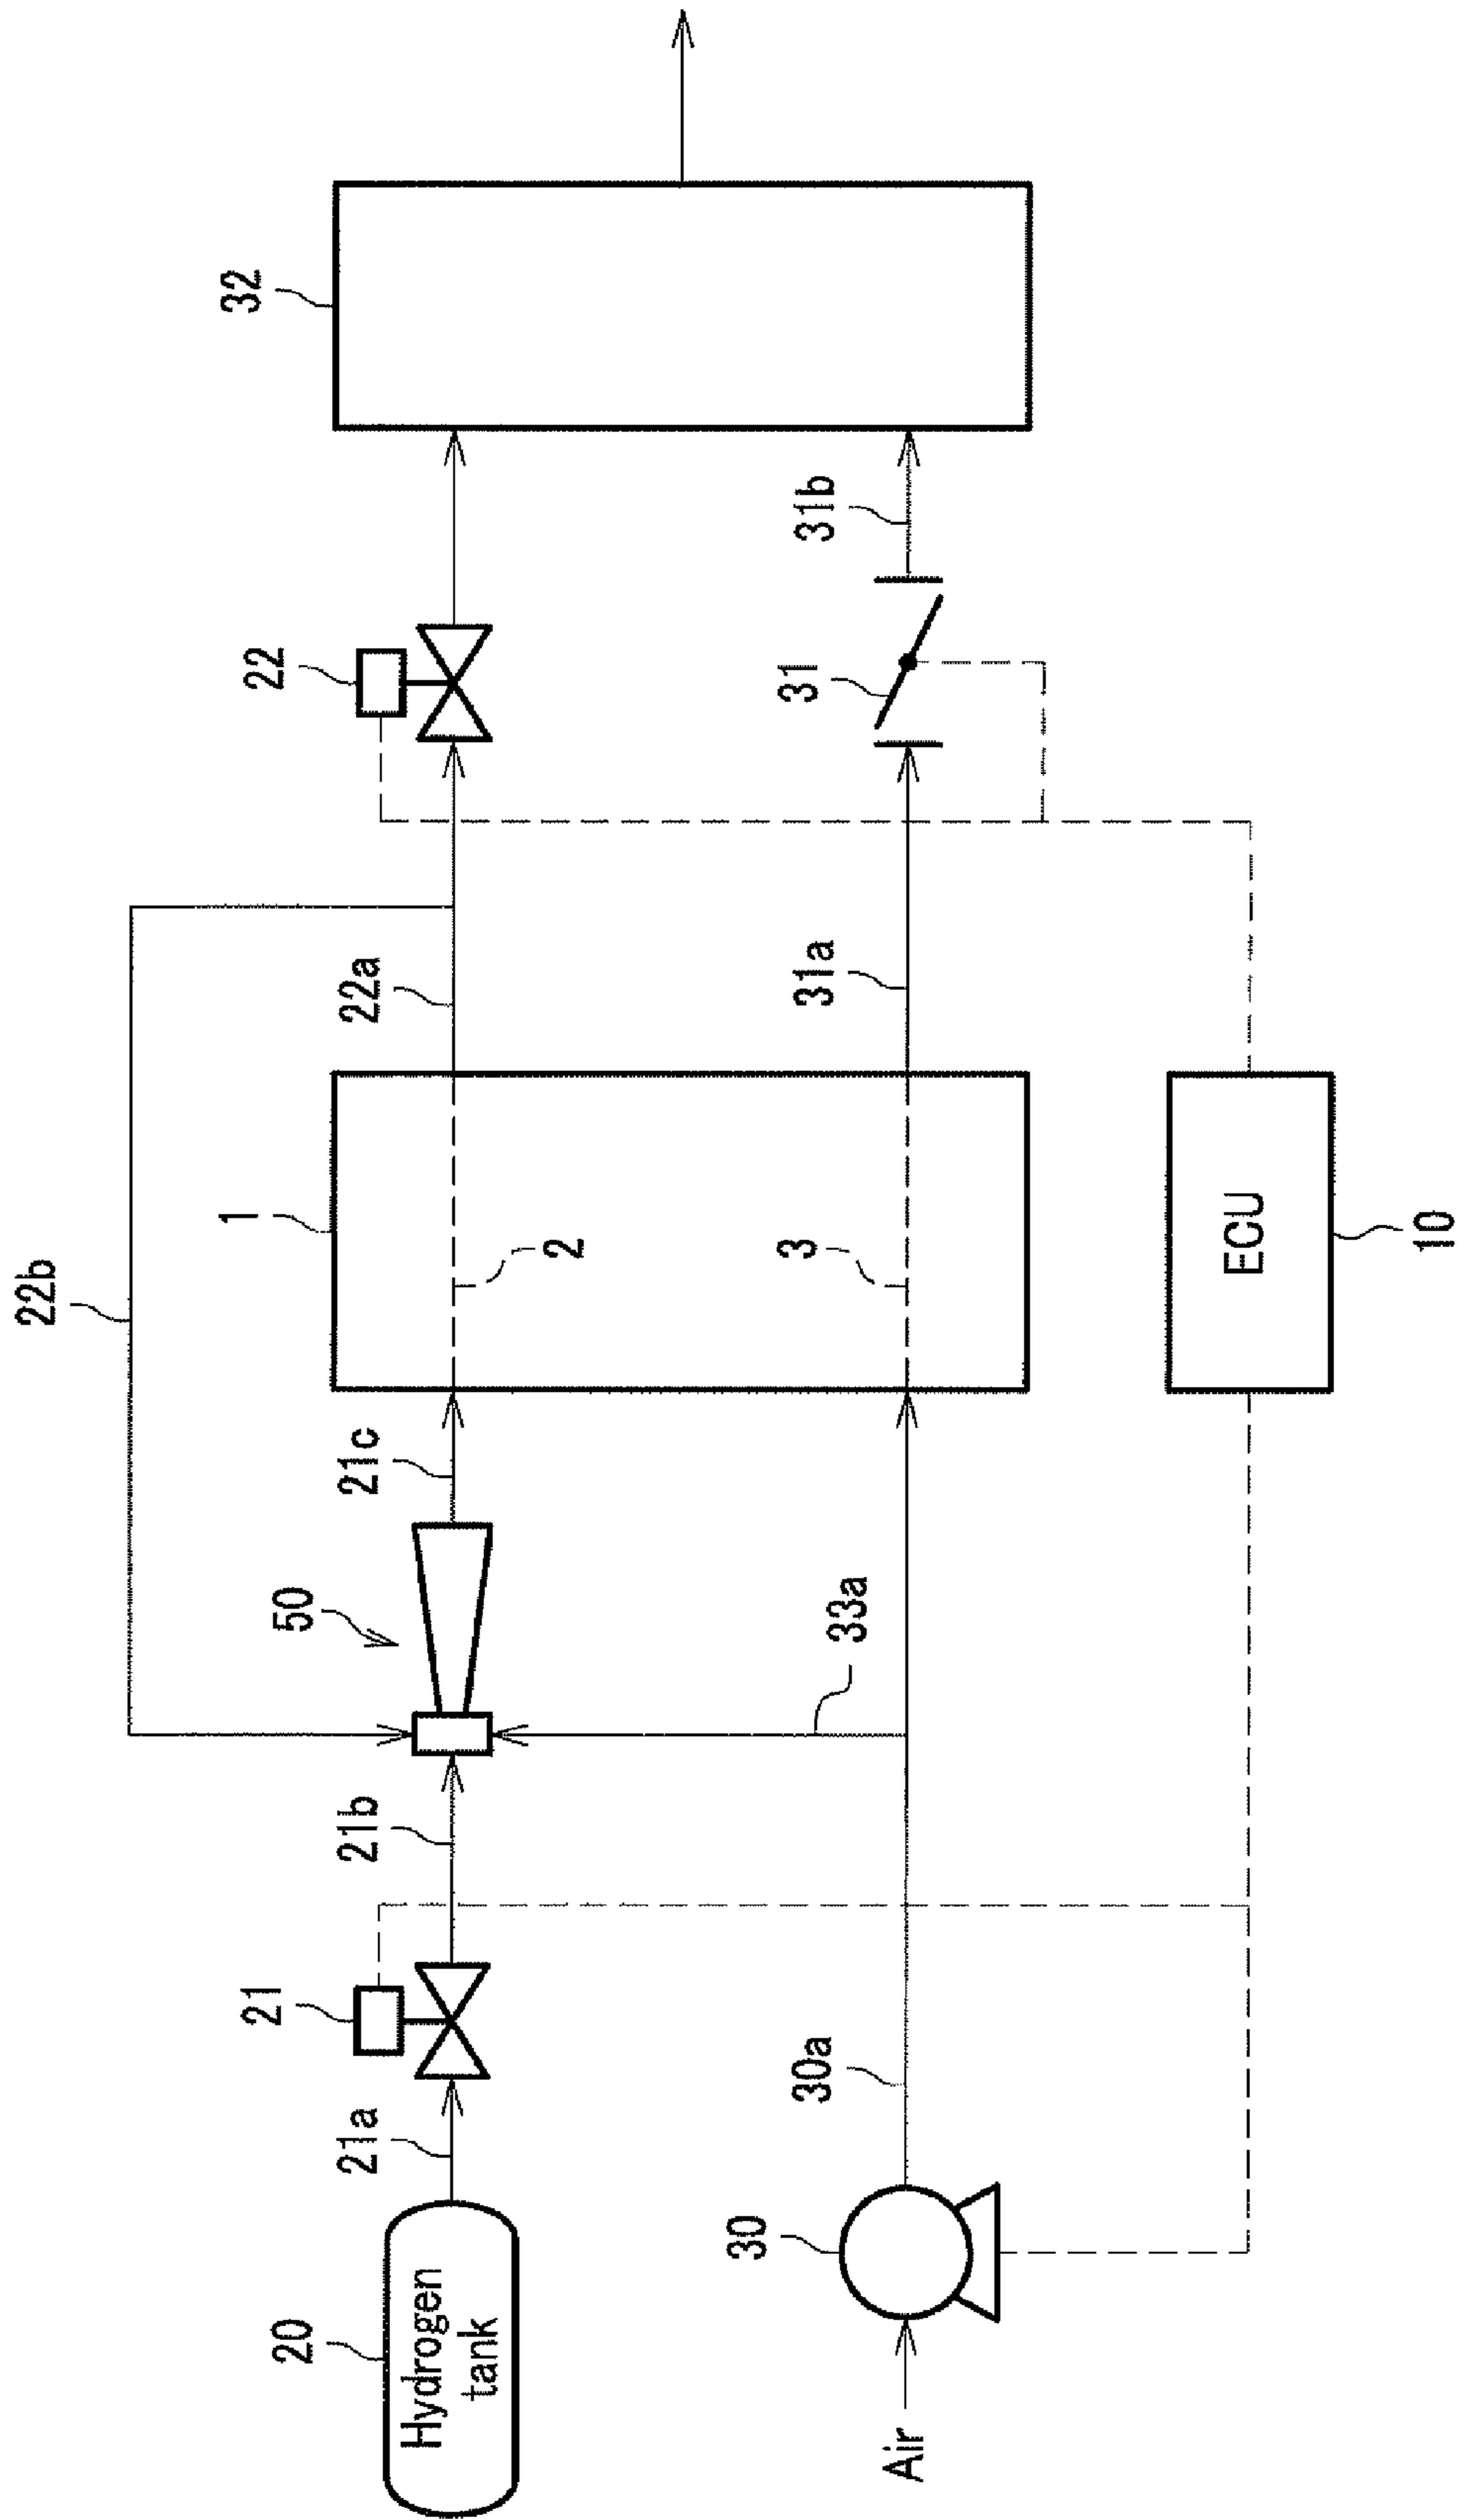 22b
1
32
22
50
21c
22a
21
21a
21b
2
20
Hydrogen
tank
3
31
31b
31a
33a
30
30a
Air
ECU
10